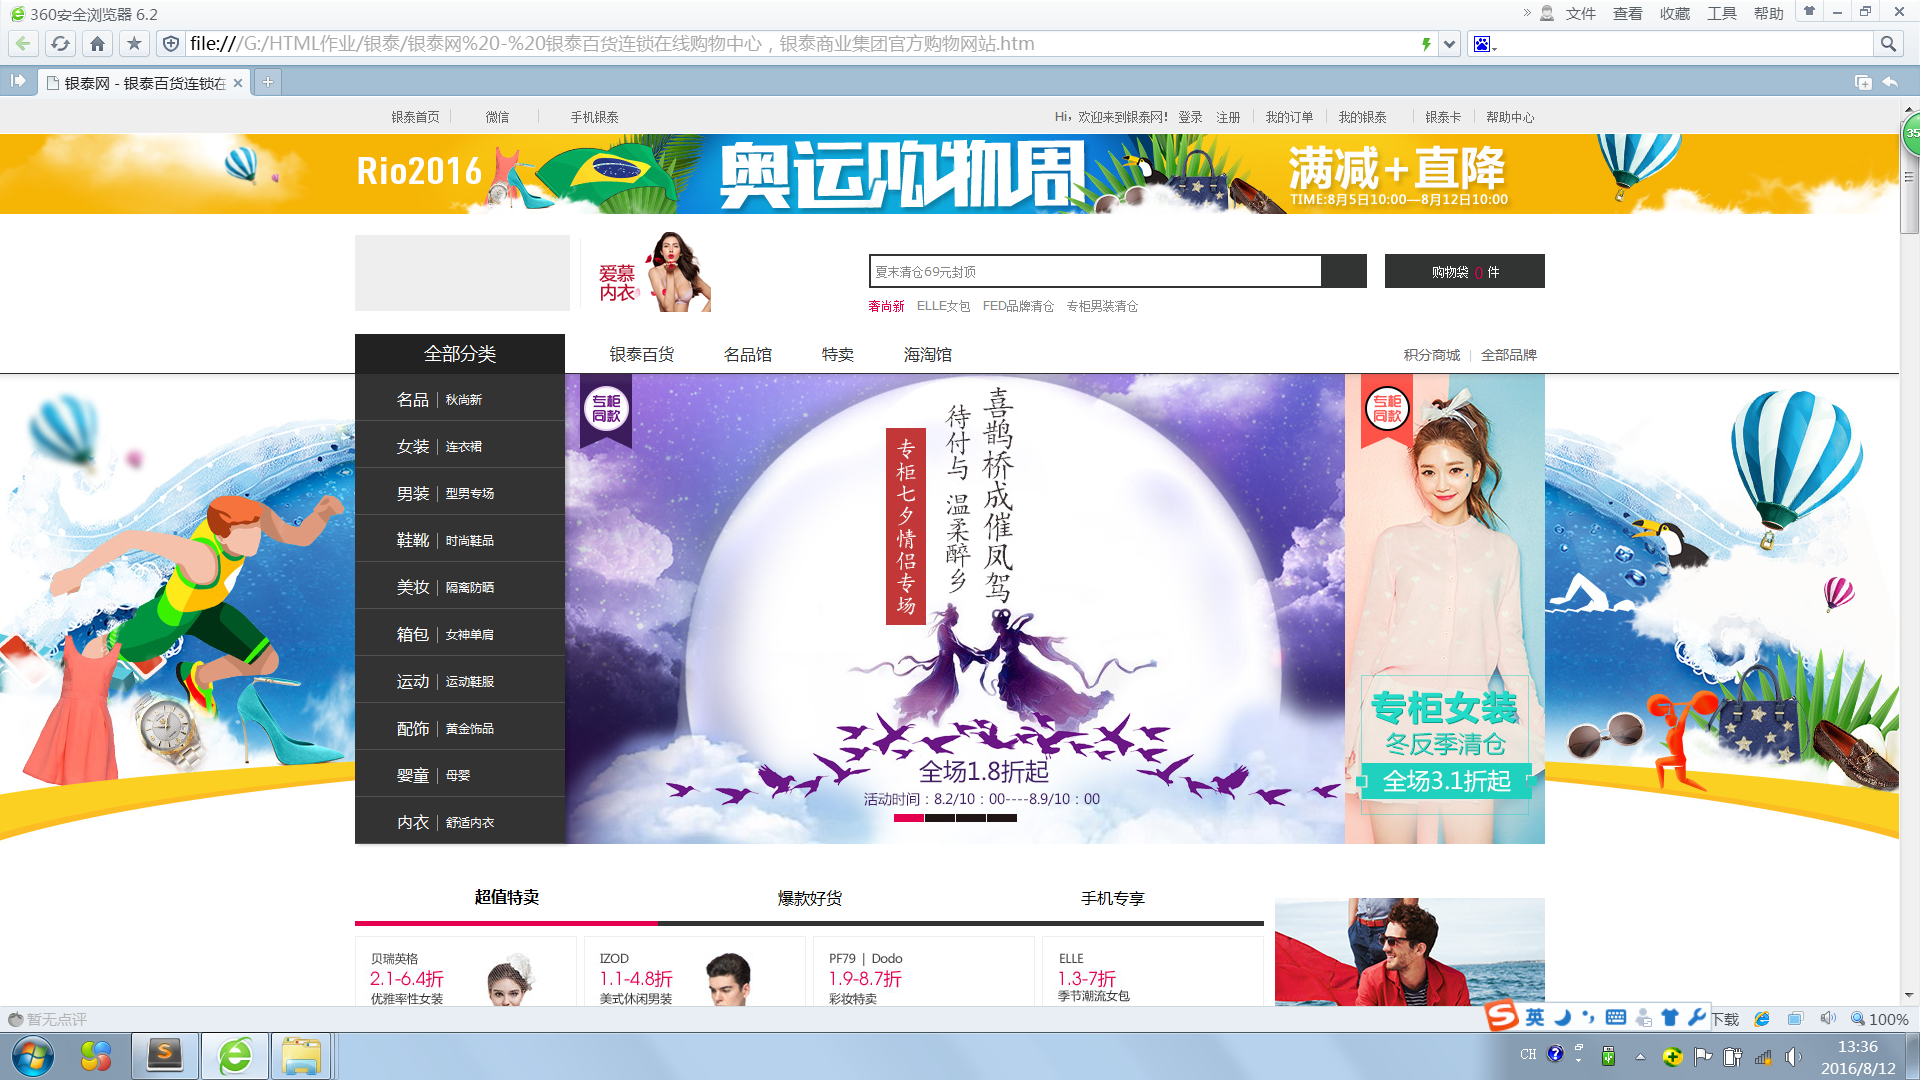 360安全浏览器 6.2
文件 查看 收藏 工具 帮助
file:///G:/HTML作业/银泰/银泰网%20-%20银泰百货连锁在线购物中心，银泰商业集团官方购物网站.htm
银泰网 - 银泰百货连锁在
银泰首页 微信 手机银泰
Hi，欢迎来到银泰网！ 登录 注册 我的订单 我的银泰 银泰卡 帮助中心
35
Rio2016 奥运购物周 满减+直降
TIME:8月5日10:00—8月12日10:00
爱慕
内衣
夏末清仓69元封顶
购物袋 0 件
奢尚新 ELLE女包 FED品牌清仓 专柜男装清仓
全部分类 银泰百货 名品馆 特卖 海淘馆 积分商城 全部品牌
名品 秋尚新
女装 连衣裙
男装 型男专场
鞋靴 时尚鞋品
美妆 隔离防晒
箱包 女神单肩
运动 运动鞋服
配饰 黄金饰品
婴童 母婴
内衣 舒适内衣
专柜
同款
喜鹊桥成催凤驾
待付与 温柔醉乡
专柜七夕情侣专场
全场1.8折起
活动时间：8.2/10：00----8.9/10：00
专柜
同款
专柜女装
冬反季清仓
全场3.1折起
超值特卖 爆款好货 手机专享
贝瑞英格
2.1-6.4折
优雅率性女装
IZOD
1.1-4.8折
美式休闲男装
PF79 | Dodo
1.9-8.7折
彩妆特卖
ELLE
1.3-7折
季节潮流女包
暂无点评
英
下载
100%
CH
13:36
2016/8/12